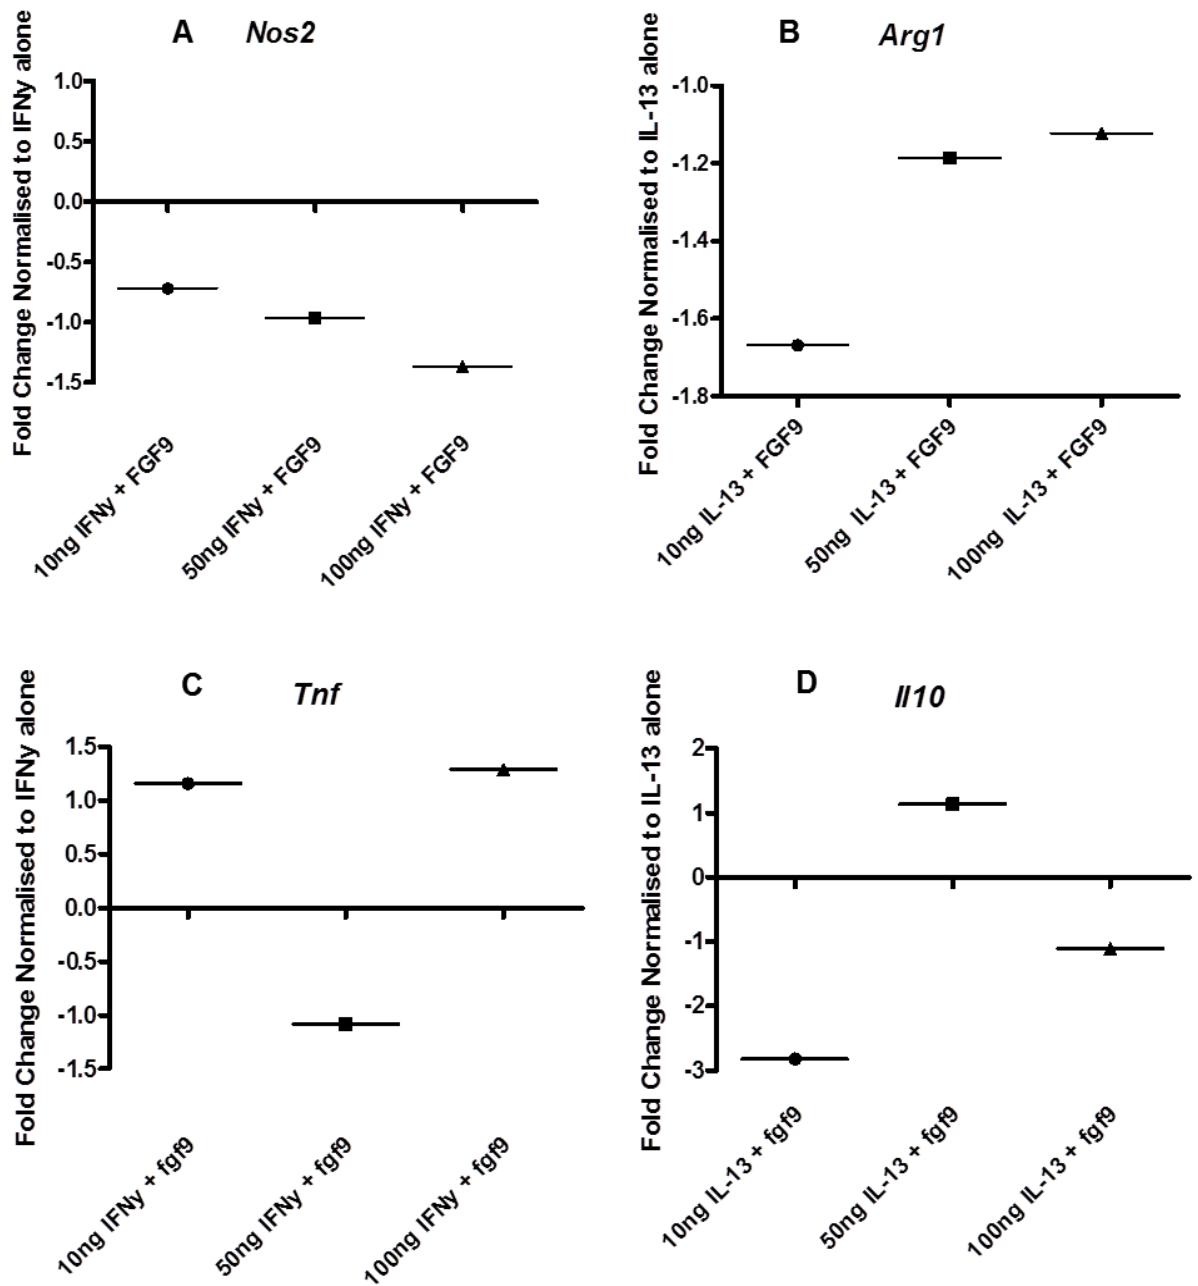 A Nos2
Fold Change Normalised to IFNy alone
1.0
0.5
0.0
-0.5
-1.0
-1.5
10ng IFNy + FGF9
50ng IFNy + FGF9
100ng IFNy + FGF9
B Arg1
Fold Change Normalised to IL-13 alone
-1.0
-1.2
-1.4
-1.6
-1.8
10ng IL-13 + FGF9
50ng IL-13 + FGF9
100ng IL-13 + FGF9
C Tnf
Fold Change Normalised to IFNy alone
1.5
1.0
0.5
0.0
-0.5
-1.0
-1.5
10ng IFNy + fgf9
50ng IFNy + fgf9
100ng IFNy + fgf9
D Il10
Fold Change Normalised to IL-13 alone
2
1
0
-1
-2
-3
10ng IL-13 + fgf9
50ng IL-13 + fgf9
100ng IL-13 + fgf9